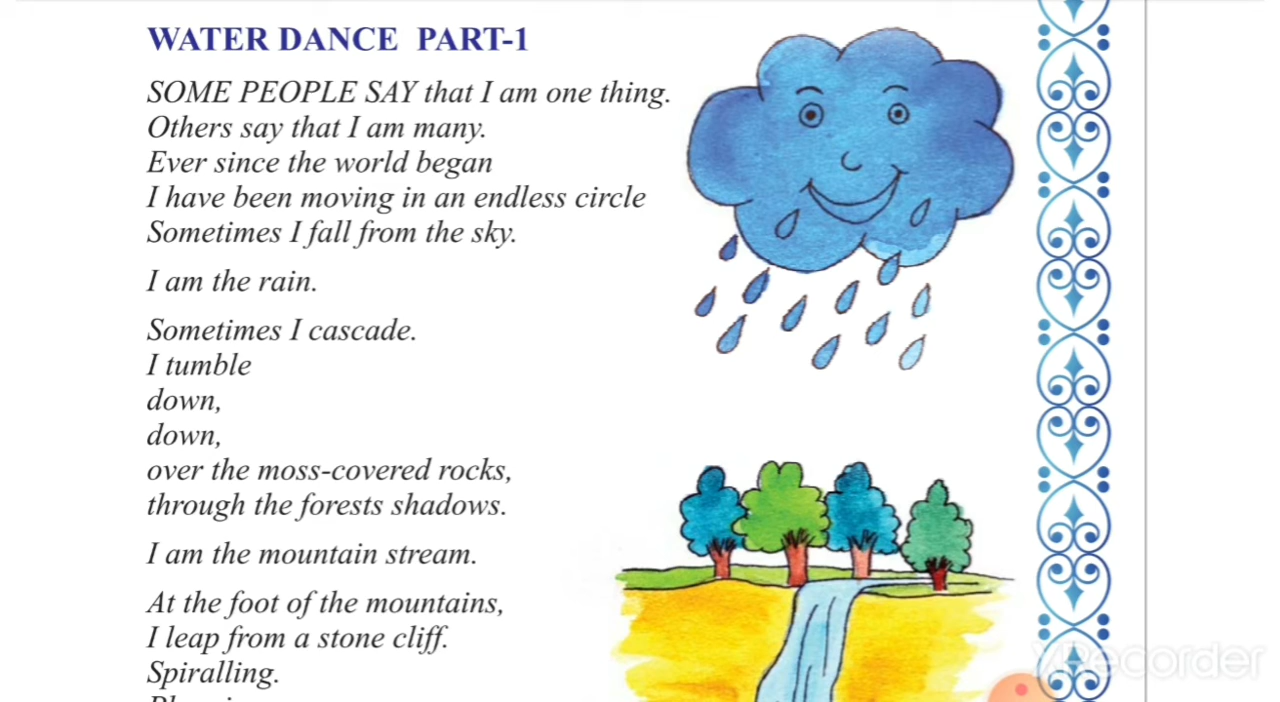 WATER DANCE PART-1
SOME PEOPLE SAY that I am one thing.
Others say that I am many.
Ever since the world began
I have been moving in an endless circle
Sometimes I fall from the sky.
I am the rain.
Sometimes I cascade.
I tumble
down,
down,
over the moss-covered rocks,
through the forests shadows.
I am the mountain stream.
At the foot of the mountains,
I leap from a stone cliff.
Spiralling.
XRecorder